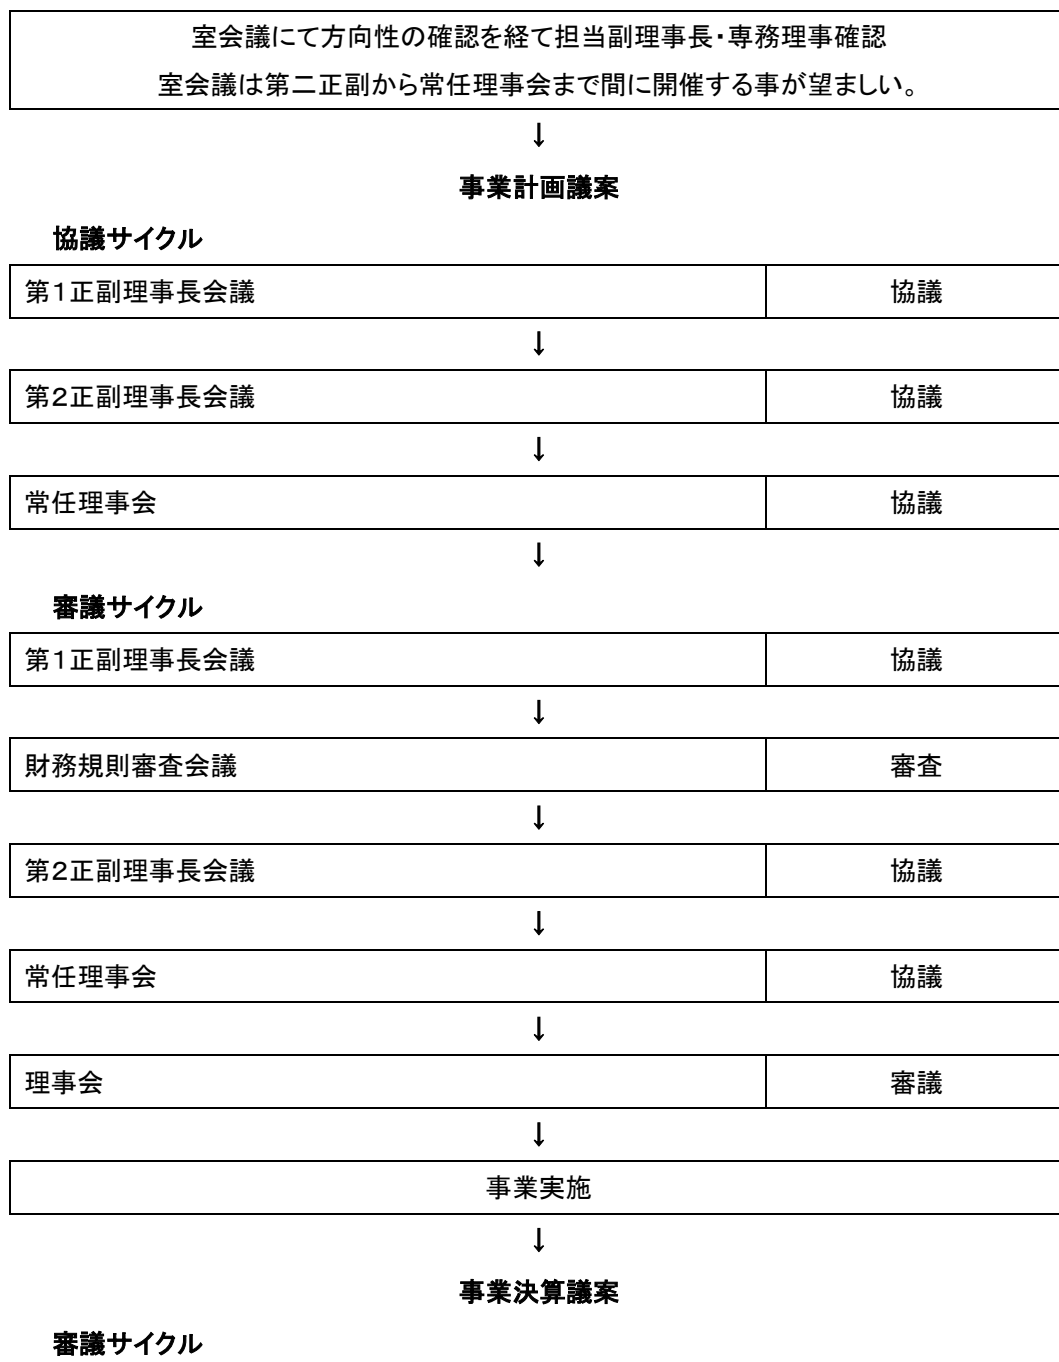 室会議にて方向性の確認を経て担当副理事長・専務理事確認
室会議は第二正副から常任理事会まで間に開催する事が望ましい。
↓
事業計画議案
協議サイクル
第1正副理事長会議 協議
↓
第2正副理事長会議 協議
↓
常任理事会 協議
↓
審議サイクル
第1正副理事長会議 協議
↓
財務規則審査会議 審査
↓
第2正副理事長会議 協議
↓
常任理事会 協議
↓
理事会 審議
↓
事業実施
↓
事業決算議案
審議サイクル